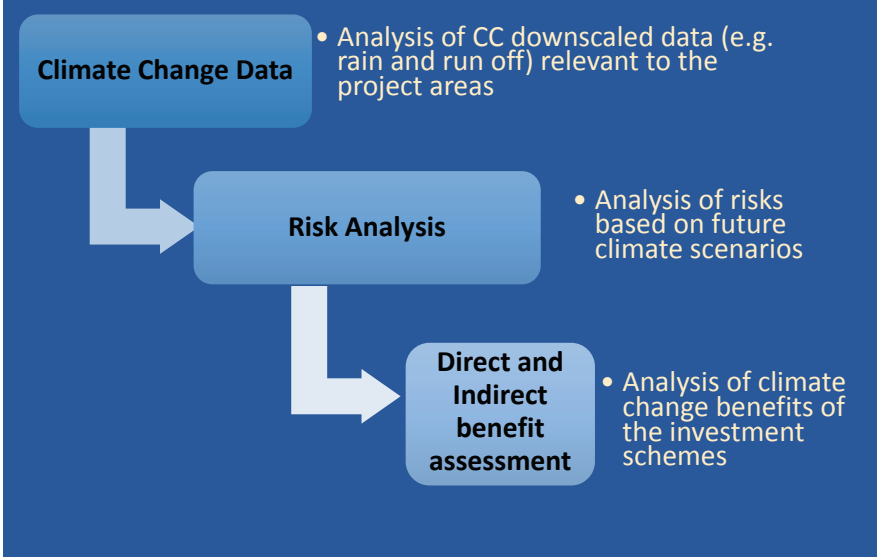 Climate Change Data
• Analysis of CC downscaled data (e.g.
rain and run off) relevant to the
project areas
Risk Analysis
• Analysis of risks
based on future
climate scenarios
Direct and
Indirect
benefit
assessment
• Analysis of climate
change benefits of
the investment
schemes